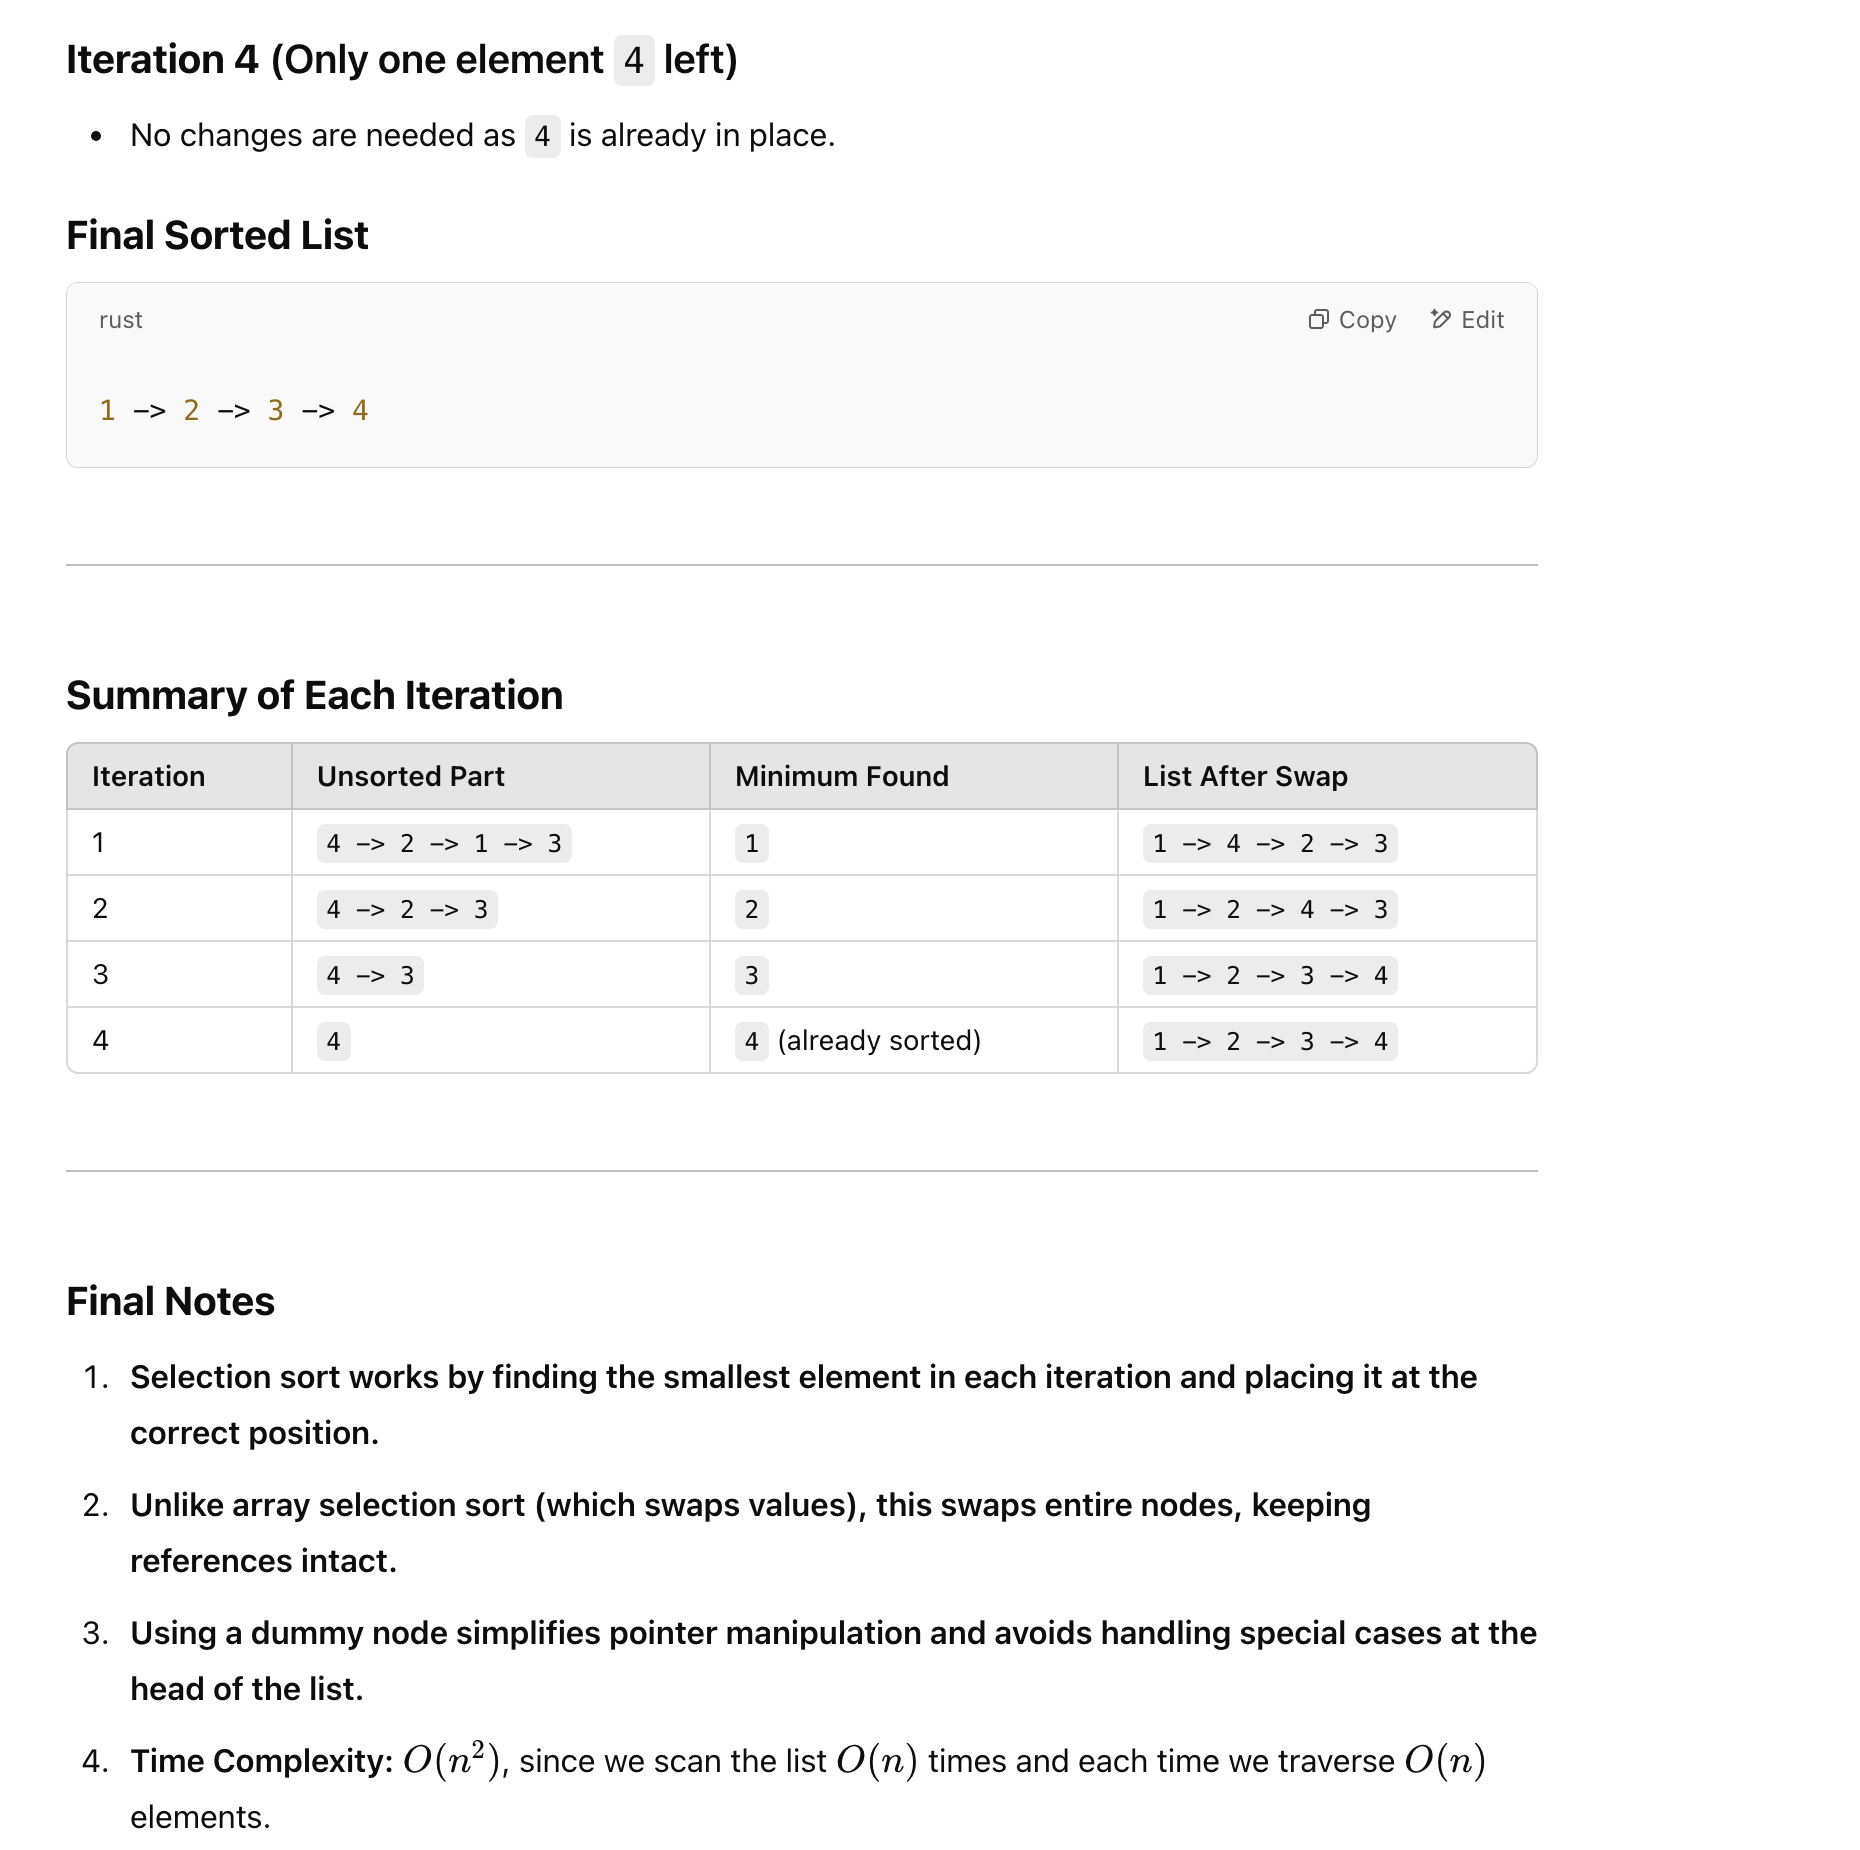 Iteration 4 (Only one element 4 left)
• No changes are needed as 4 is already in place.
Final Sorted List
rust Copy Edit
1 -> 2 -> 3 -> 4
Summary of Each Iteration
Iteration Unsorted Part Minimum Found List After Swap
1 4 -> 2 -> 1 -> 3 1 1 -> 4 -> 2 -> 3
2 4 -> 2 -> 3 2 1 -> 2 -> 4 -> 3
3 4 -> 3 3 1 -> 2 -> 3 -> 4
4 4 4 (already sorted) 1 -> 2 -> 3 -> 4
Final Notes
1. Selection sort works by finding the smallest element in each iteration and placing it at the
correct position.
2. Unlike array selection sort (which swaps values), this swaps entire nodes, keeping
references intact.
3. Using a dummy node simplifies pointer manipulation and avoids handling special cases at the
head of the list.
4. Time Complexity: O(n²), since we scan the list O(n) times and each time we traverse O(n)
elements.